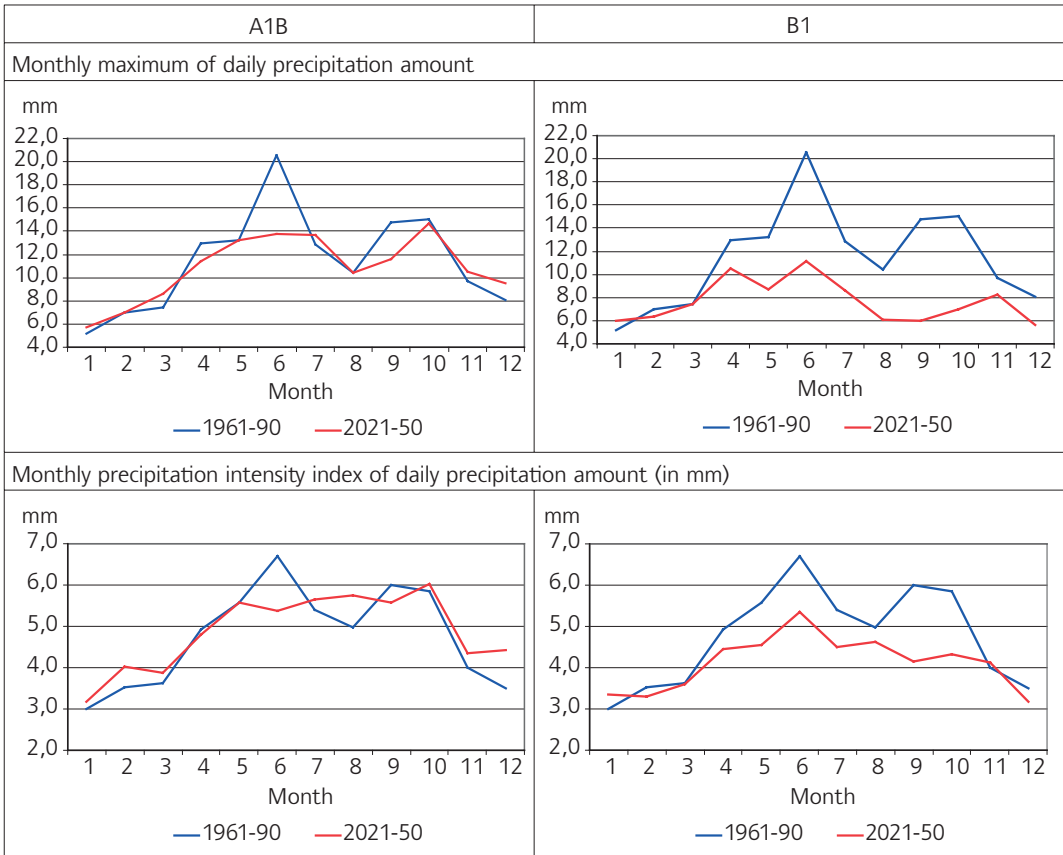 A1B
B1
Monthly maximum of daily precipitation amount
mm
22,0
20,0
18,0
16,0
14,0
12,0
10,0
8,0
6,0
4,0
1 2 3 4 5 6 7 8 9 10 11 12
Month
1961-90 2021-50
mm
22,0
20,0
18,0
16,0
14,0
12,0
10,0
8,0
6,0
4,0
1 2 3 4 5 6 7 8 9 10 11 12
Month
1961-90 2021-50
Monthly precipitation intensity index of daily precipitation amount (in mm)
mm
7,0
6,0
5,0
4,0
3,0
2,0
1 2 3 4 5 6 7 8 9 10 11 12
Month
1961-90 2021-50
mm
7,0
6,0
5,0
4,0
3,0
2,0
1 2 3 4 5 6 7 8 9 10 11 12
Month
1961-90 2021-50